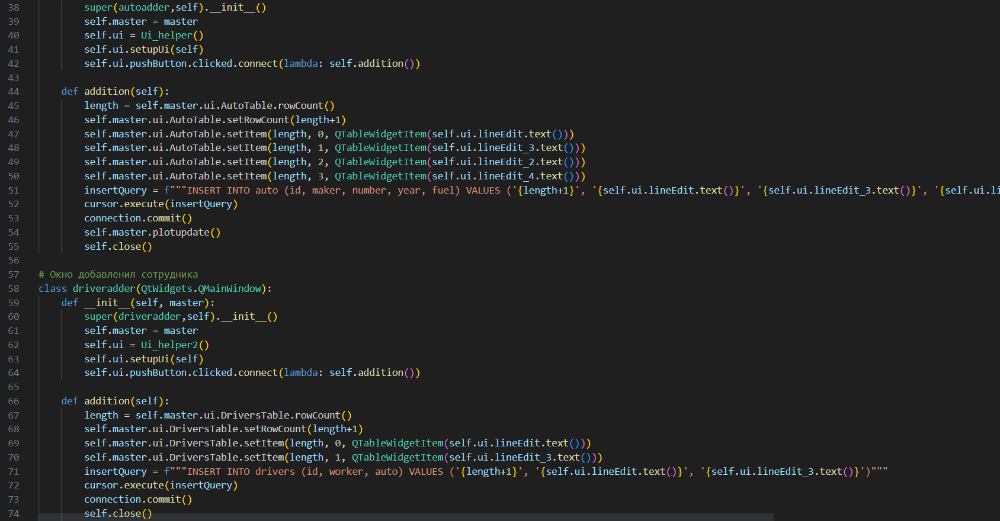 38 super(autoadder,self).__init__()
39 self.master = master
40 self.ui = Ui_helper()
41 self.ui.setupUi(self)
42 self.ui.pushButton.clicked.connect(lambda: self.addition())
43
44 def addition(self):
45 length = self.master.ui.AutoTable.rowCount()
46 self.master.ui.AutoTable.setRowCount(length+1)
47 self.master.ui.AutoTable.setItem(length, 0, QTableWidgetItem(self.ui.lineEdit.text()))
48 self.master.ui.AutoTable.setItem(length, 1, QTableWidgetItem(self.ui.lineEdit_3.text()))
49 self.master.ui.AutoTable.setItem(length, 2, QTableWidgetItem(self.ui.lineEdit_2.text()))
50 self.master.ui.AutoTable.setItem(length, 3, QTableWidgetItem(self.ui.lineEdit_4.text()))
51 insertQuery = f"""INSERT INTO auto (id, maker, number, year, fuel) VALUES ('{length+1}', '{self.ui.lineEdit.text()}', '{self.ui.lineEdit_3.text()}', '{self.ui.li
52 cursor.execute(insertQuery)
53 connection.commit()
54 self.master.plotupdate()
55 self.close()
56
57 # Окно добавления сотрудника
58 class driveradder(QtWidgets.QMainWindow):
59 def __init__(self, master):
60 super(driveradder,self).__init__()
61 self.master = master
62 self.ui = Ui_helper2()
63 self.ui.setupUi(self)
64 self.ui.pushButton.clicked.connect(lambda: self.addition())
65
66 def addition(self):
67 length = self.master.ui.DriversTable.rowCount()
68 self.master.ui.DriversTable.setRowCount(length+1)
69 self.master.ui.DriversTable.setItem(length, 0, QTableWidgetItem(self.ui.lineEdit.text()))
70 self.master.ui.DriversTable.setItem(length, 1, QTableWidgetItem(self.ui.lineEdit_3.text()))
71 insertQuery = f"""INSERT INTO drivers (id, worker, auto) VALUES ('{length+1}', '{self.ui.lineEdit.text()}', '{self.ui.lineEdit_3.text()}')"""
72 cursor.execute(insertQuery)
73 connection.commit()
74 self.close()